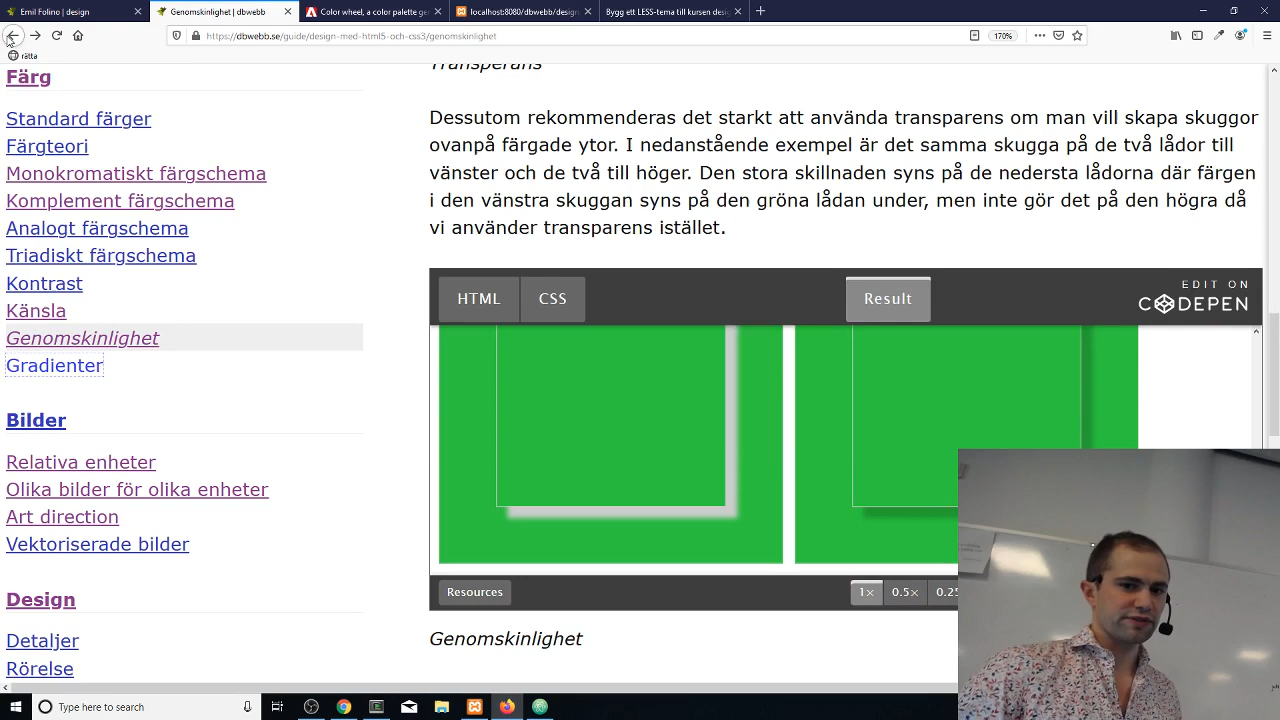 Emil Folino | design
Genomskinlighet | dbwebb
Color wheel, a color palette ge
localhost:8080/dbwebb/design
Bygg ett LESS-tema till kursen des
https://dbwebb.se/guide/design-med-html5-och-css3/genomskinlighet
170%
rätta
Färg
Standard färger
Färgteori
Monokromatiskt färgschema
Komplement färgschema
Analogt färgschema
Triadiskt färgschema
Kontrast
Känsla
Genomskinlighet
Gradienter
Bilder
Relativa enheter
Olika bilder för olika enheter
Art direction
Vektoriserade bilder
Design
Detaljer
Rörelse
Transperans
Dessutom rekommenderas det starkt att använda transparens om man vill skapa skuggor
ovanpå färgade ytor. I nedanstående exempel är det samma skugga på de två lådor till
vänster och de två till höger. Den stora skillnaden syns på de nedersta lådorna där färgen
i den vänstra skuggan syns på den gröna lådan under, men inte gör det på den högra då
vi använder transparens istället.
HTML
CSS
Result
EDIT ON
CODEPEN
Resources
1×
0.5×
0.25
Genomskinlighet
Type here to search